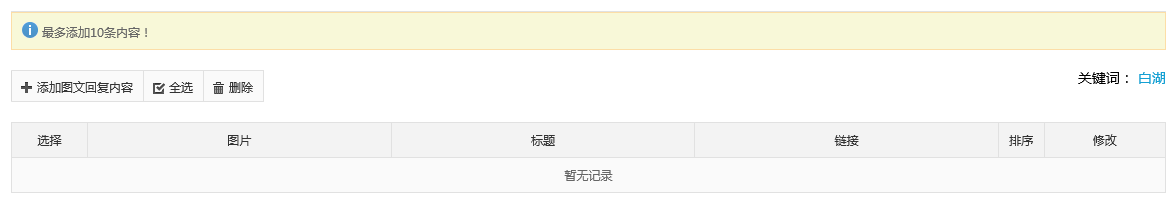 最多添加10条内容！
添加图文回复内容 全选 删除 关键词： 白湖
选择 图片 标题 链接 排序 修改
暂无记录